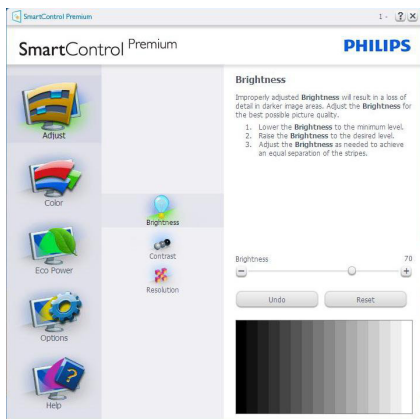 SmartControl Premium
1 - ? X
SmartControl Premium
PHILIPS
Adjust
Color
Eco Power
Options
Help
Brightness
Contrast
Resolution
Brightness
Improperly adjusted Brightness will result in a loss of
detail in darker image areas. Adjust the Brightness for
the best possible picture quality.
1. Lower the Brightness to the minimum level.
2. Raise the Brightness to the desired level.
3. Adjust the Brightness as needed to achieve
an equal separation of the stripes.
Brightness 70
Undo Reset